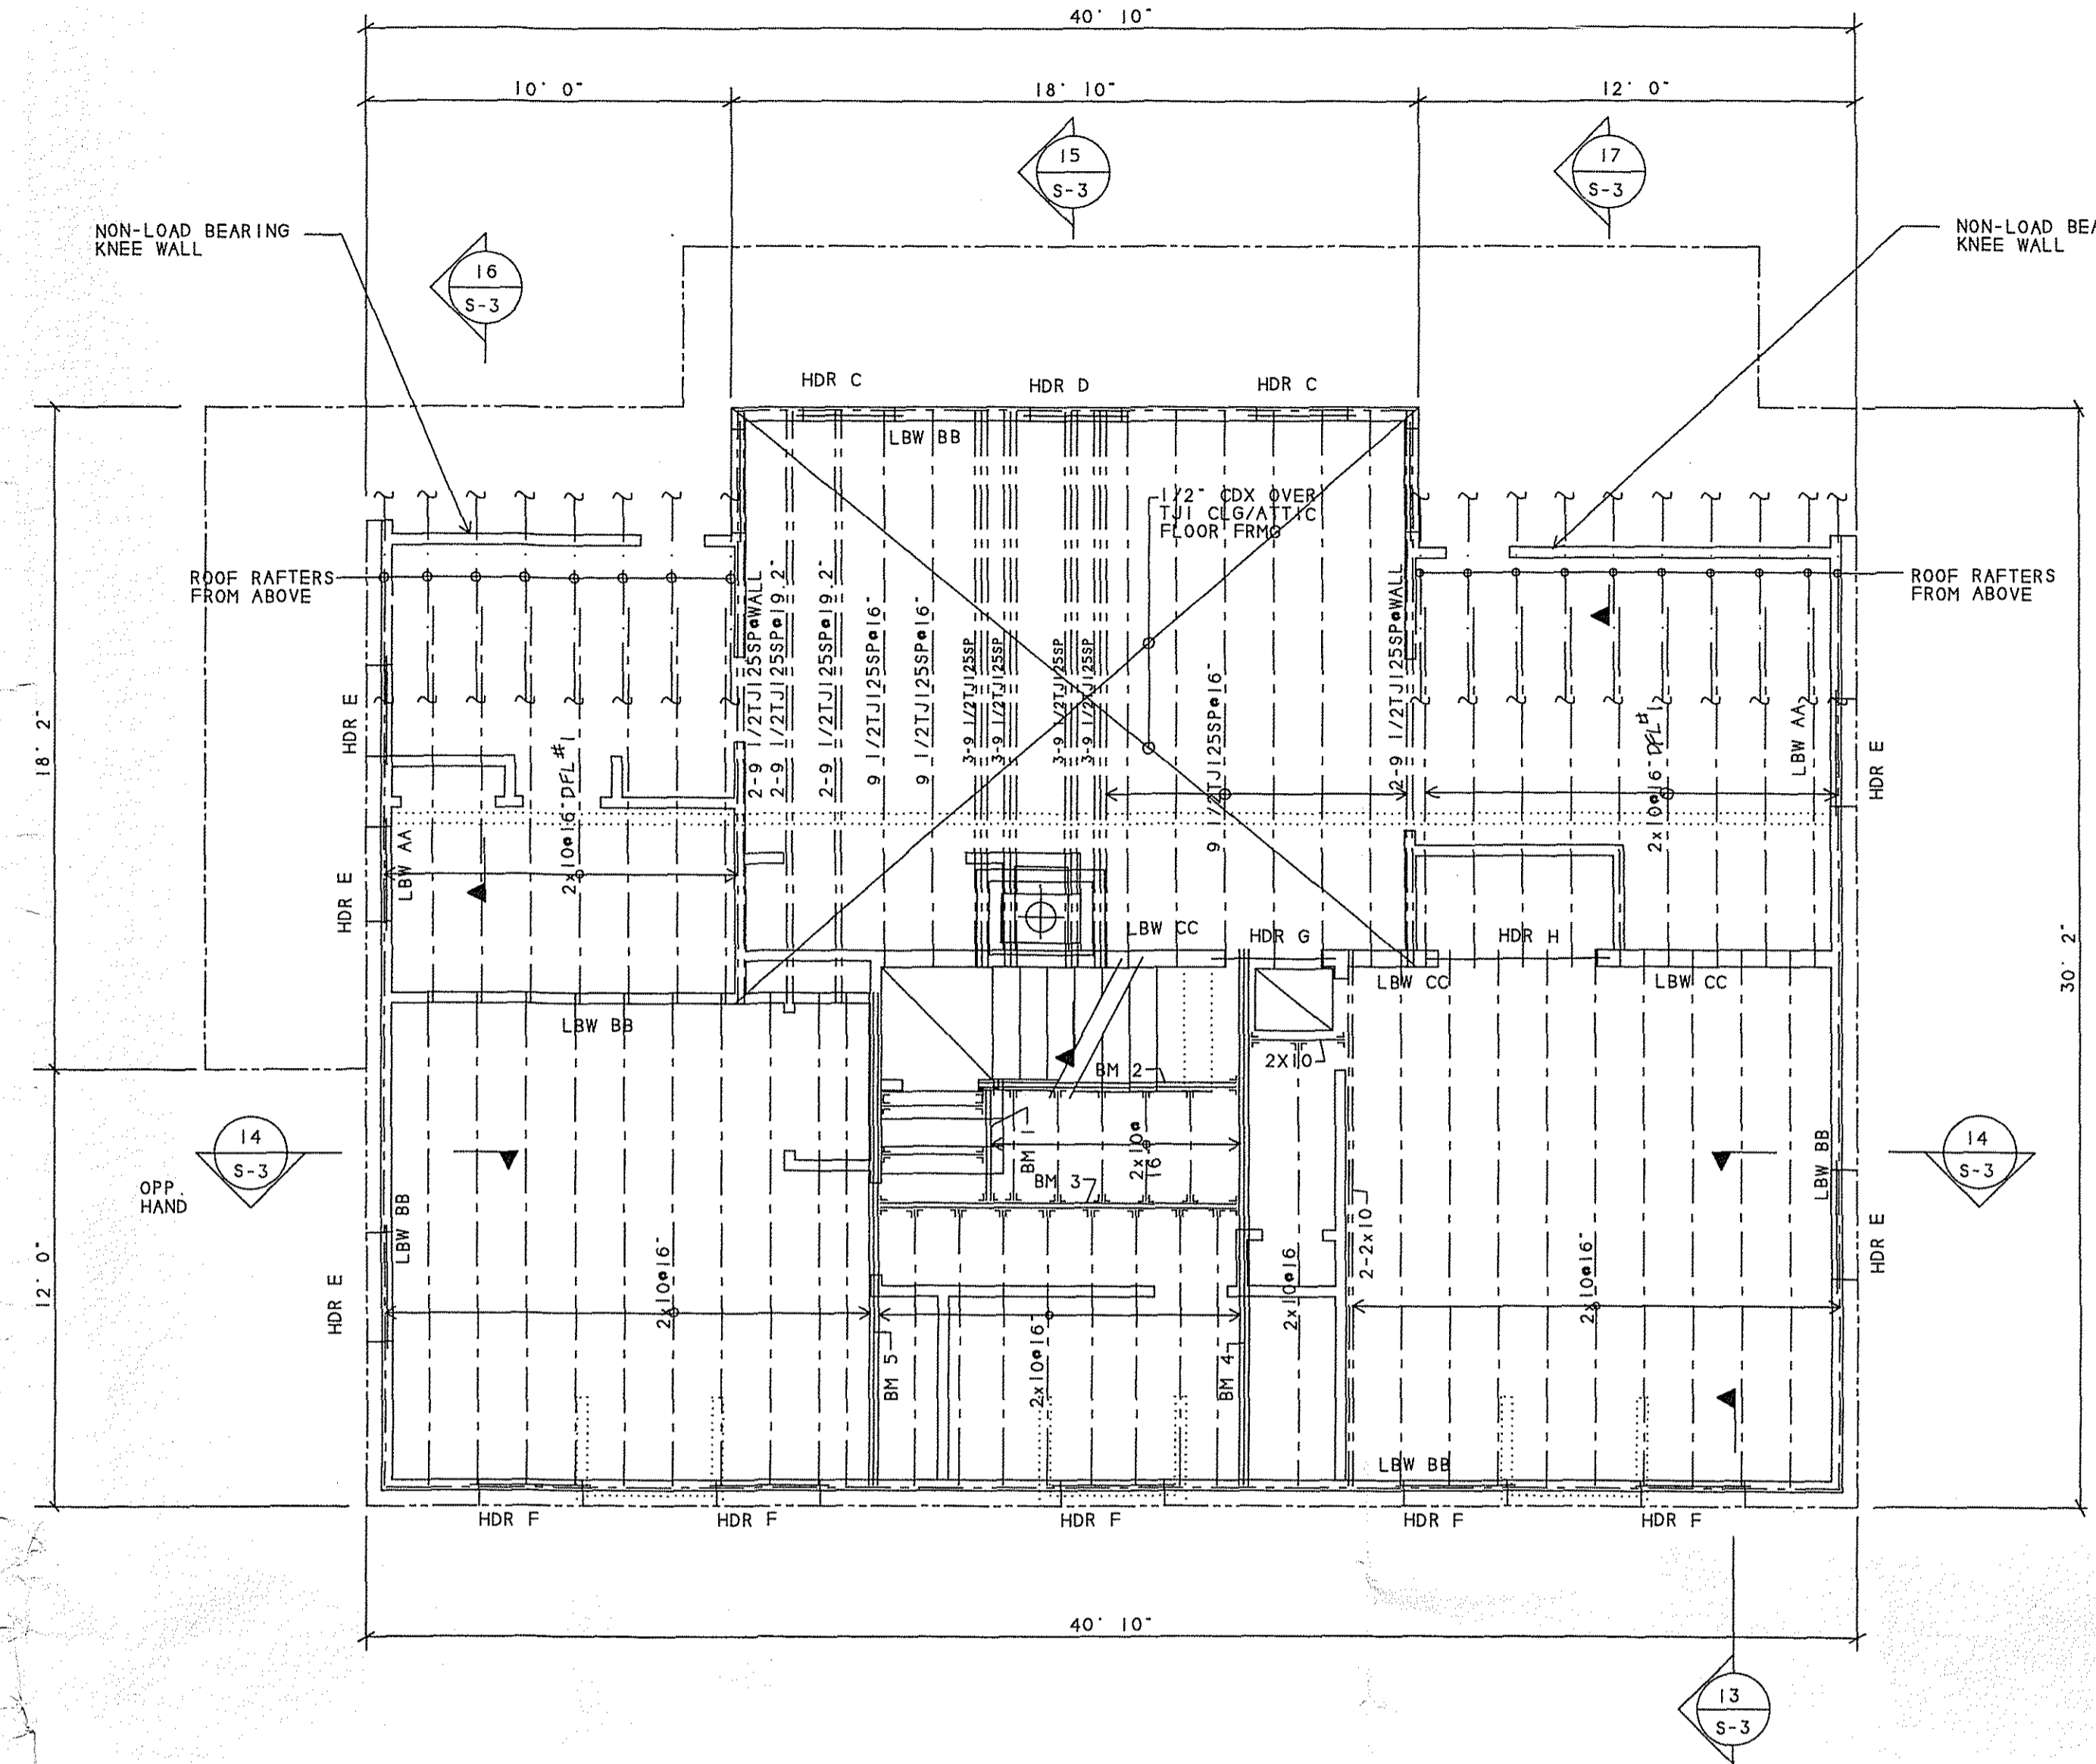 40' 10"
10' 0"
18' 10"
12' 0"
15
S-3
17
S-3
NON-LOAD BEARING
KNEE WALL
16
S-3
NON-LOAD BEA
KNEE WALL
HDR C
HDR D
HDR C
LBW BB
1/2" CDX OVER
TJI CLG/ATTIC
FLOOR FRMG
ROOF RAFTERS
FROM ABOVE
ROOF RAFTERS
FROM ABOVE
2-9 1/2TJI25SP@WALL
2-9 1/2TJI25SP@19.2"
2-9 1/2TJI25SP@19.2"
9 1/2TJI25SP@16"
9 1/2TJI25SP@16"
3-9 1/2TJI25SP
3-9 1/2TJI25SP
3-9 1/2TJI25SP
3-9 1/2TJI25SP
9 1/2TJI25SP@16"
2-9 1/2TJI25SP@WALL
HDR E
2x10@16" DFL #1
2x10@16" DFL #1
LBW AA
HDR E
18' 2"
LBW AA
HDR E
LBW CC
HDR G
HDR H
LBW CC
LBW CC
30' 2"
LBW BB
2X10
BM 2
14
S-3
OPP.
HAND
BM 1
2x10@
16
BM 3
14
S-3
LBW BB
LBW BB
HDR E
HDR E
12' 0"
2x10@16"
BM 5
2x10@16"
BM 4
2x10@16
2-2x10
2x10@16"
LBW BB
HDR F
HDR F
HDR F
HDR F
HDR F
40' 10"
13
S-3